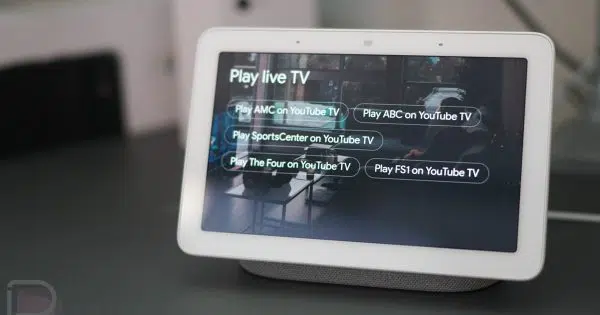 Play live TV
Play AMC on YouTube TV Play ABC on YouTube TV
Play SportsCenter on YouTube TV
Play The Four on YouTube TV Play FS1 on YouTube TV